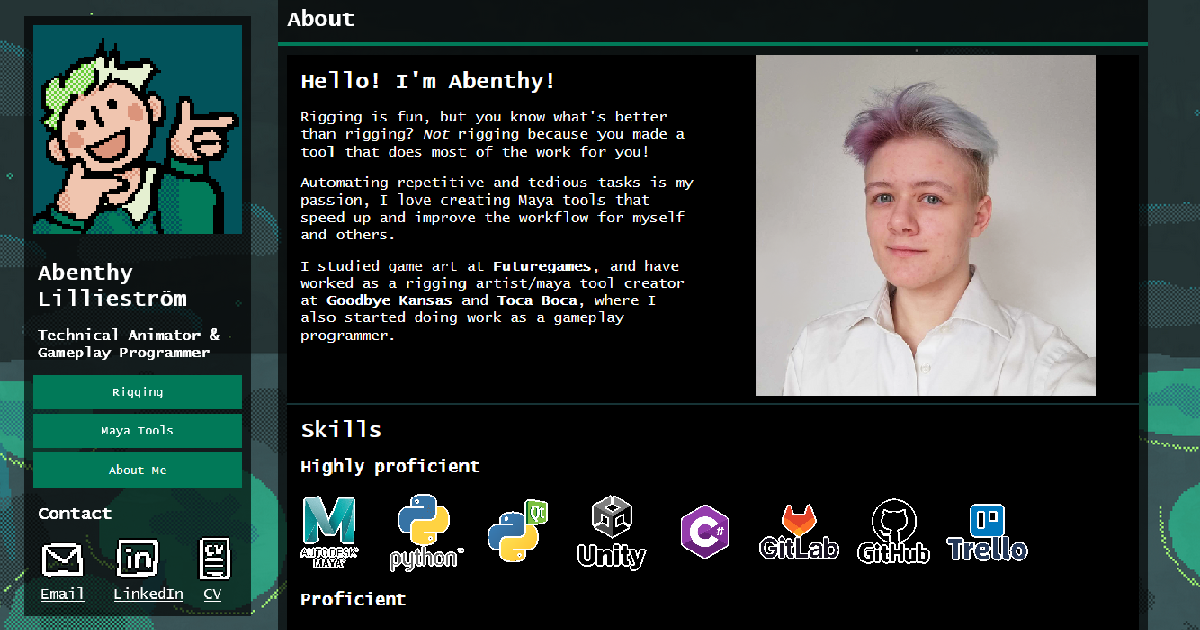 Abenthy
Lillieström
Technical Animator &
Gameplay Programmer
Rigging
Maya Tools
About Me
Contact
Email
LinkedIn
CV
in
CV
About
Hello! I'm Abenthy!
Rigging is fun, but you know what's better
than rigging? Not rigging because you made a
tool that does most of the work for you!
Automating repetitive and tedious tasks is my
passion, I love creating Maya tools that
speed up and improve the workflow for myself
and others.
I studied game art at Futuregames, and have
worked as a rigging artist/maya tool creator
at Goodbye Kansas and Toca Boca, where I
also started doing work as a gameplay
programmer.
Skills
Highly proficient
M
AUTODESK
MAYA
python
Qt
Unity
C#
GitLab
GitHub
Trello
Proficient